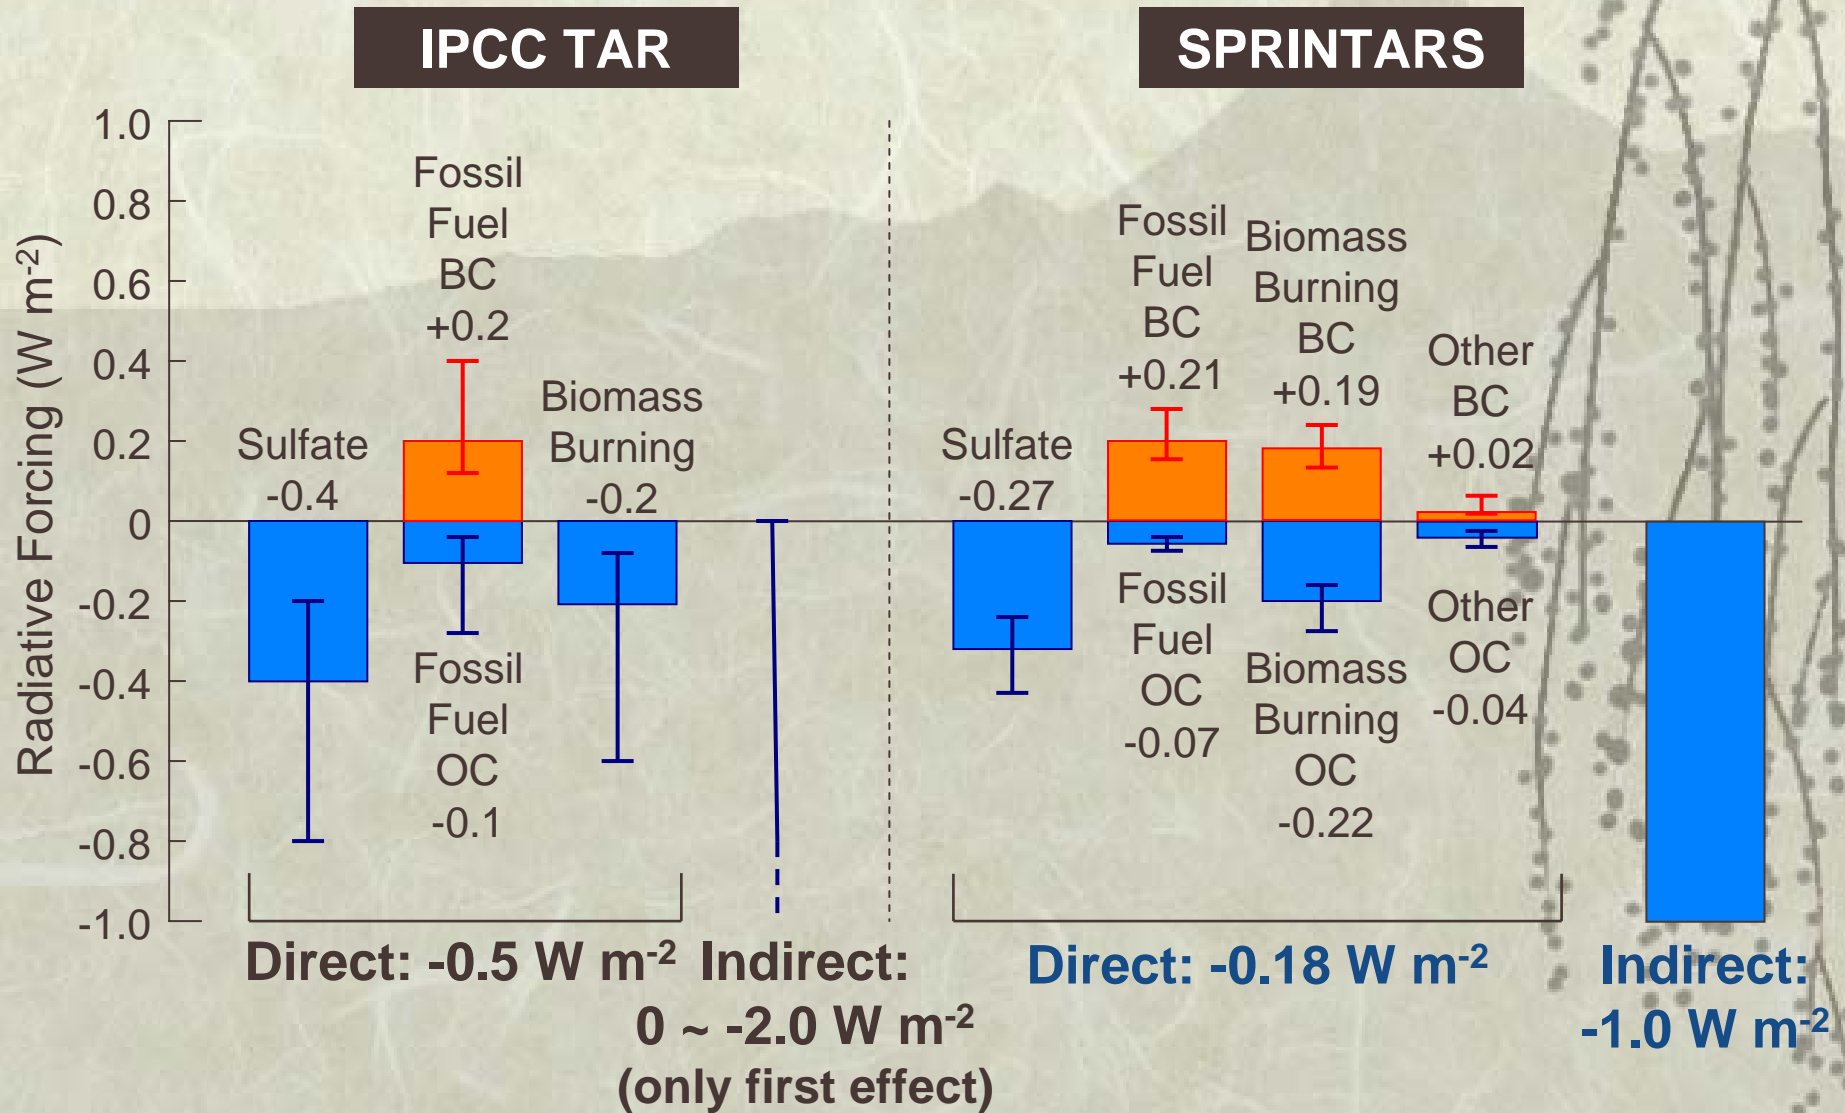 IPCC TAR
SPRINTARS
Radiative Forcing (W m-2)
1.0
0.8
0.6
0.4
0.2
0
-0.2
-0.4
-0.6
-0.8
-1.0
Sulfate
-0.4
Fossil
Fuel
BC
+0.2
Fossil
Fuel
OC
-0.1
Biomass
Burning
-0.2
Sulfate
-0.27
Fossil
Fuel
BC
+0.21
Fossil
Fuel
OC
-0.07
Biomass
Burning
BC
+0.19
Biomass
Burning
OC
-0.22
Other
BC
+0.02
Other
OC
-0.04
Direct: -0.5 W m-2
Indirect:
0 ~ -2.0 W m-2
(only first effect)
Direct: -0.18 W m-2
Indirect:
-1.0 W m-2